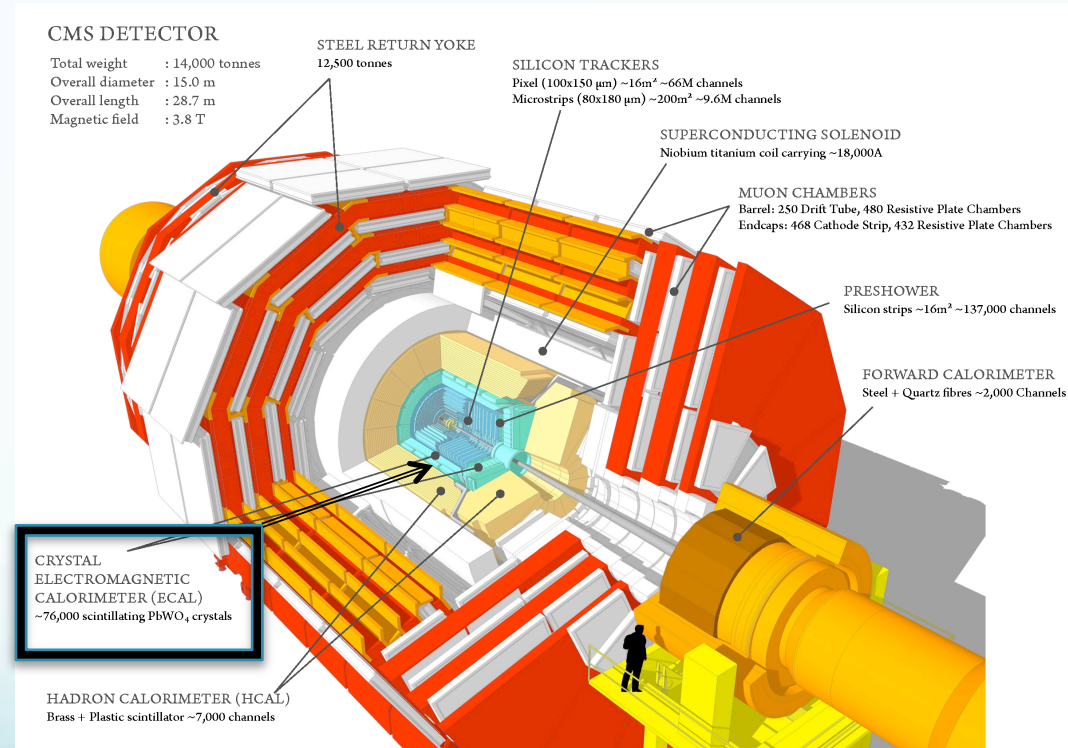 CMS DETECTOR
Total weight : 14,000 tonnes
Overall diameter : 15.0 m
Overall length : 28.7 m
Magnetic field : 3.8 T
STEEL RETURN YOKE
12,500 tonnes
SILICON TRACKERS
Pixel (100x150 μm) ~16m² ~66M channels
Microstrips (80x180 μm) ~200m² ~9.6M channels
SUPERCONDUCTING SOLENOID
Niobium titanium coil carrying ~18,000A
MUON CHAMBERS
Barrel: 250 Drift Tube, 480 Resistive Plate Chambers
Endcaps: 468 Cathode Strip, 432 Resistive Plate Chambers
PRESHOWER
Silicon strips ~16m² ~137,000 channels
FORWARD CALORIMETER
Steel + Quartz fibres ~2,000 Channels
CRYSTAL
ELECTROMAGNETIC
CALORIMETER (ECAL)
~76,000 scintillating PbWO₄ crystals
HADRON CALORIMETER (HCAL)
Brass + Plastic scintillator ~7,000 channels